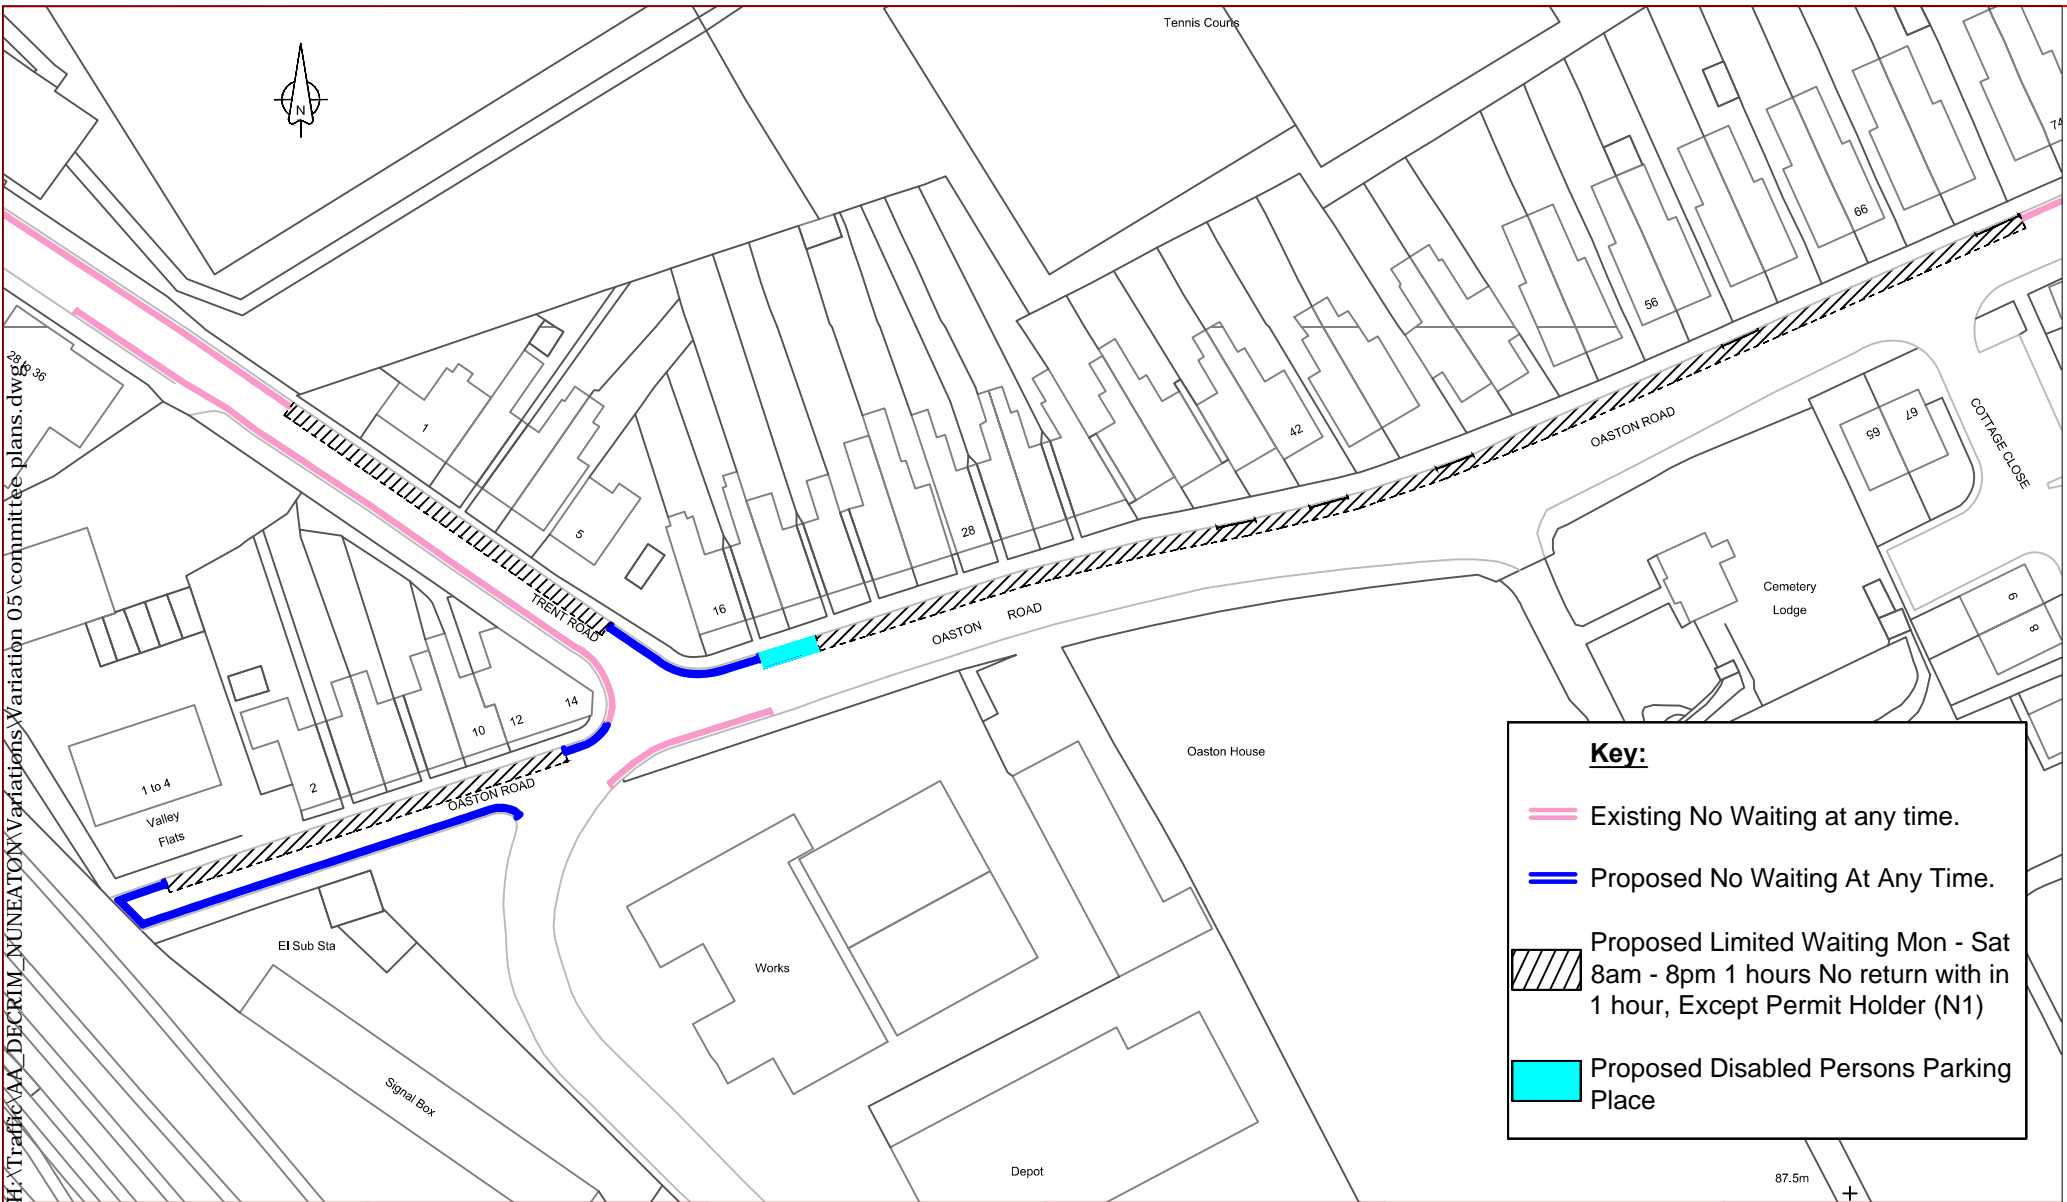 Tennis Courts
N
74
66
56
28 to 36
1
42
OASTON ROAD
67
65
COTTAGE CLOSE
5
28
16
TRENT ROAD
OASTON ROAD
Cemetery
Lodge
9
8
14
12
10
2
1 to 4
Valley
Flats
OASTON ROAD
Oaston House
El Sub Sta
Works
Signal Box
Depot
87.5m
H:\Traffic\AA_DECRIM_NUNEATON\Variations\Variation 05\committee plans.dwg
Key:
Existing No Waiting at any time.
Proposed No Waiting At Any Time.
Proposed Limited Waiting Mon - Sat
8am - 8pm 1 hours No return with in
1 hour, Except Permit Holder (N1)
Proposed Disabled Persons Parking
Place